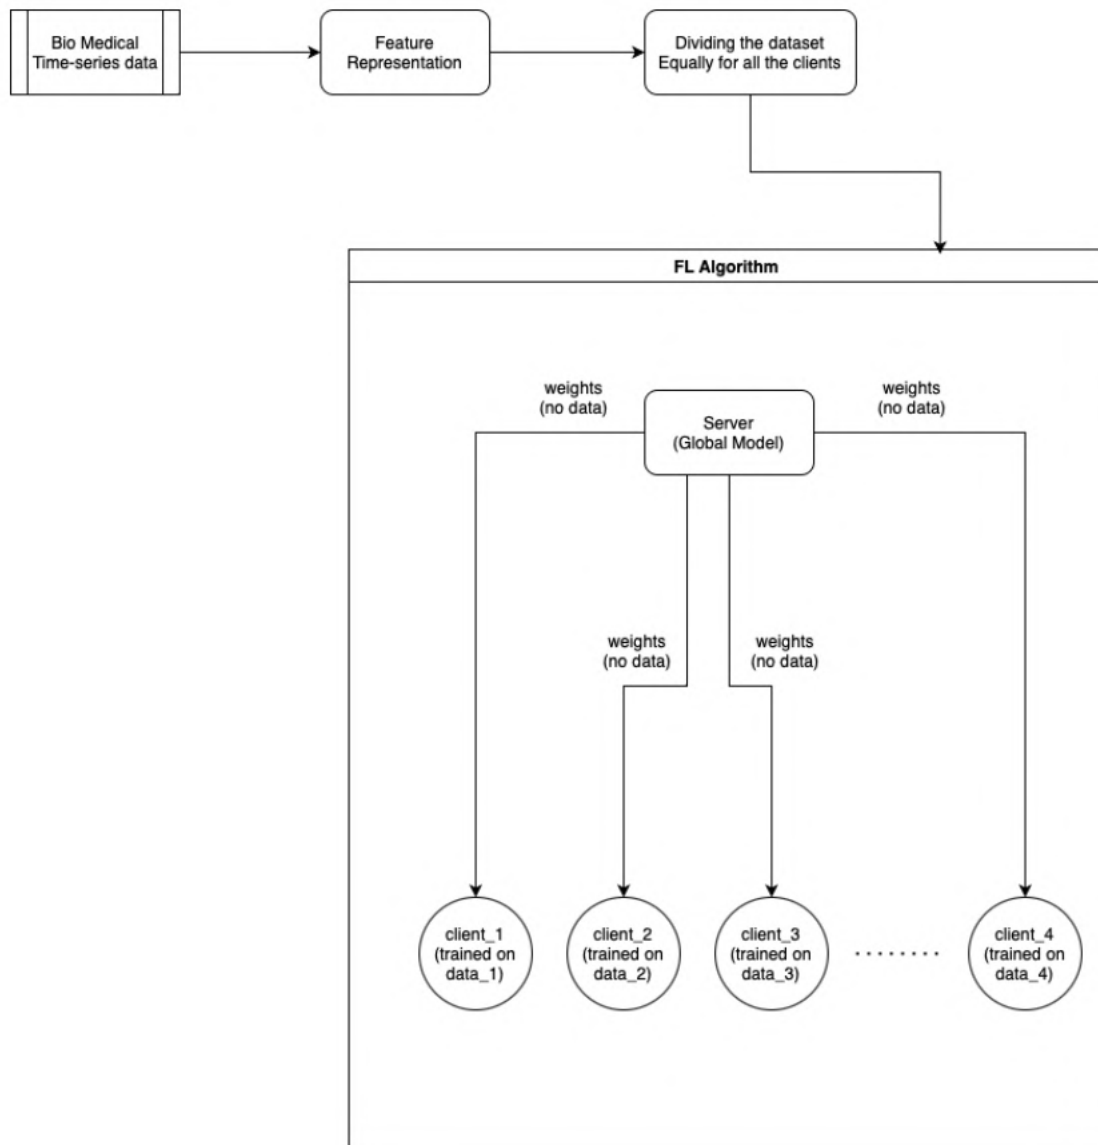 Bio Medical
Time-series data
Feature
Representation
Dividing the dataset
Equally for all the clients
FL Algorithm
weights
(no data)
weights
(no data)
Server
(Global Model)
weights
(no data)
weights
(no data)
client_1
(trained on
data_1)
client_2
(trained on
data_2)
client_3
(trained on
data_3)
........
client_4
(trained on
data_4)